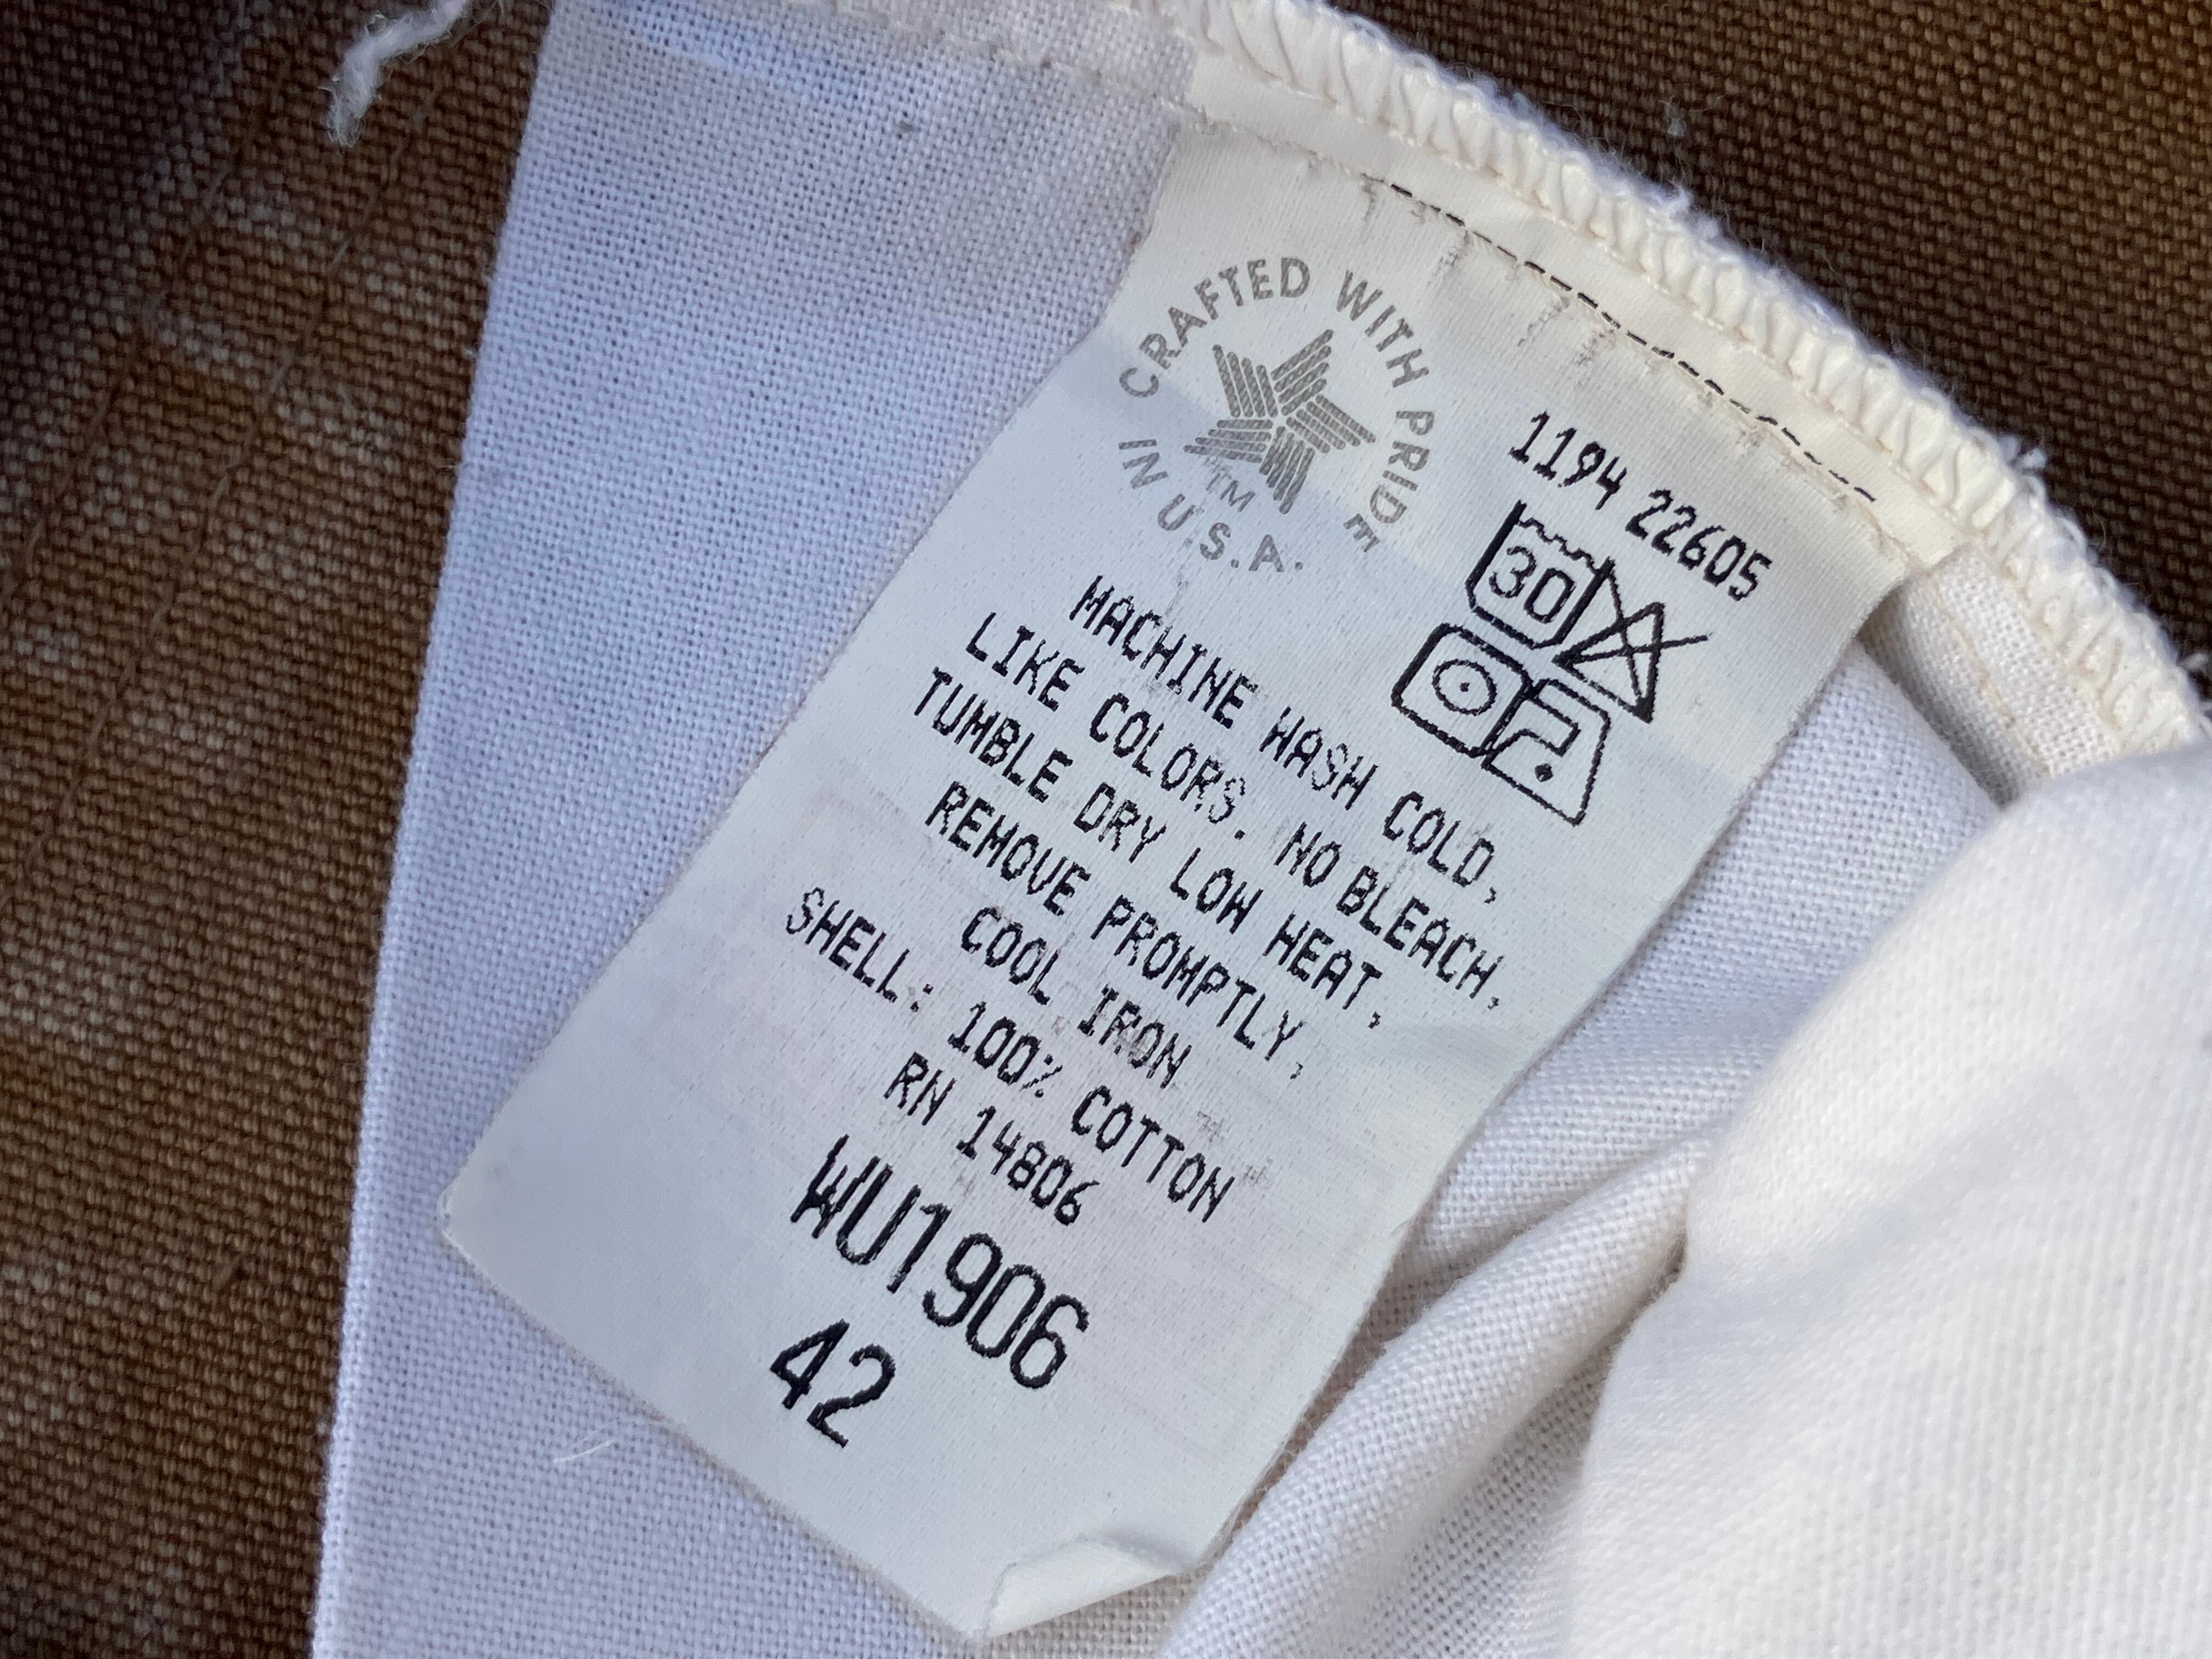 CRAFTED WITH PRIDE
IN U.S.A.
TM
1194 22605
30
MACHINE WASH COLD,
LIKE COLORS. NO BLEACH.
TUMBLE DRY LOW HEAT,
REMOVE PROMPTLY,
COOL IRON
SHELL: 100% COTTON
RN 14806
WU1906
42